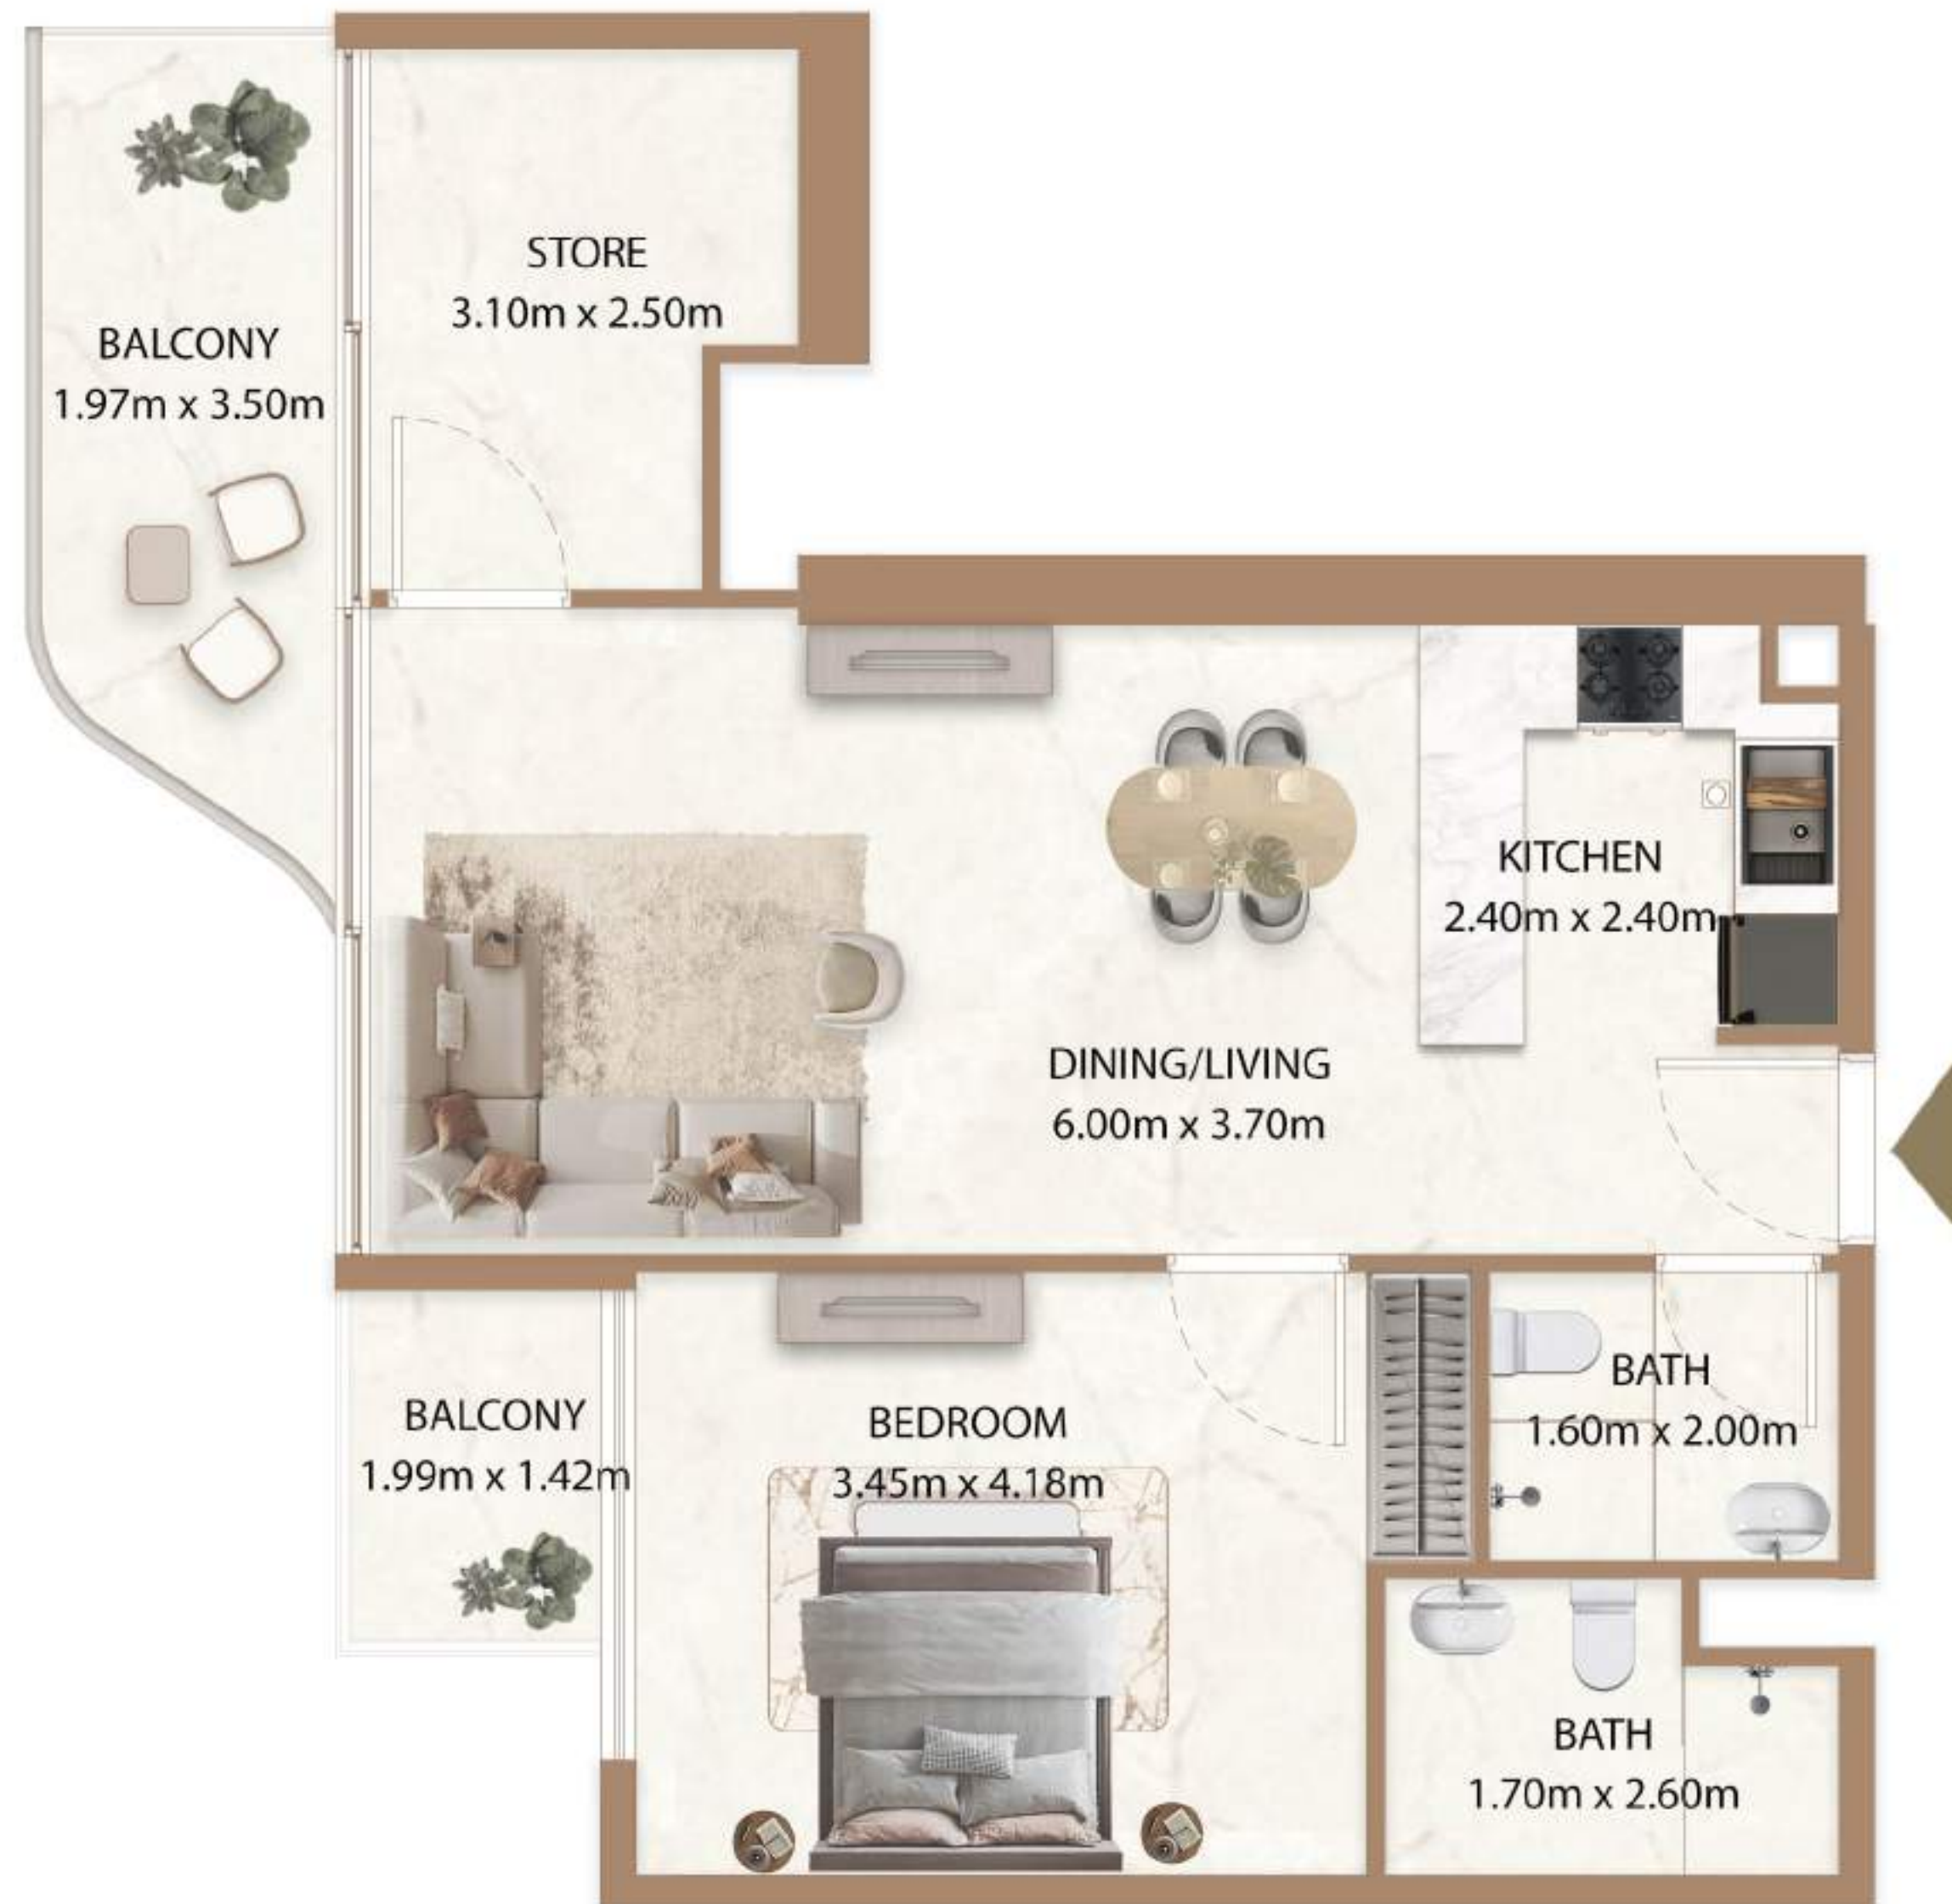 STORE
3.10m x 2.50m
BALCONY
1.97m x 3.50m
KITCHEN
2.40m x 2.40m
DINING/LIVING
6.00m x 3.70m
BALCONY
1.99m x 1.42m
BEDROOM
3.45m x 4.18m
BATH
1.60m x 2.00m
BATH
1.70m x 2.60m